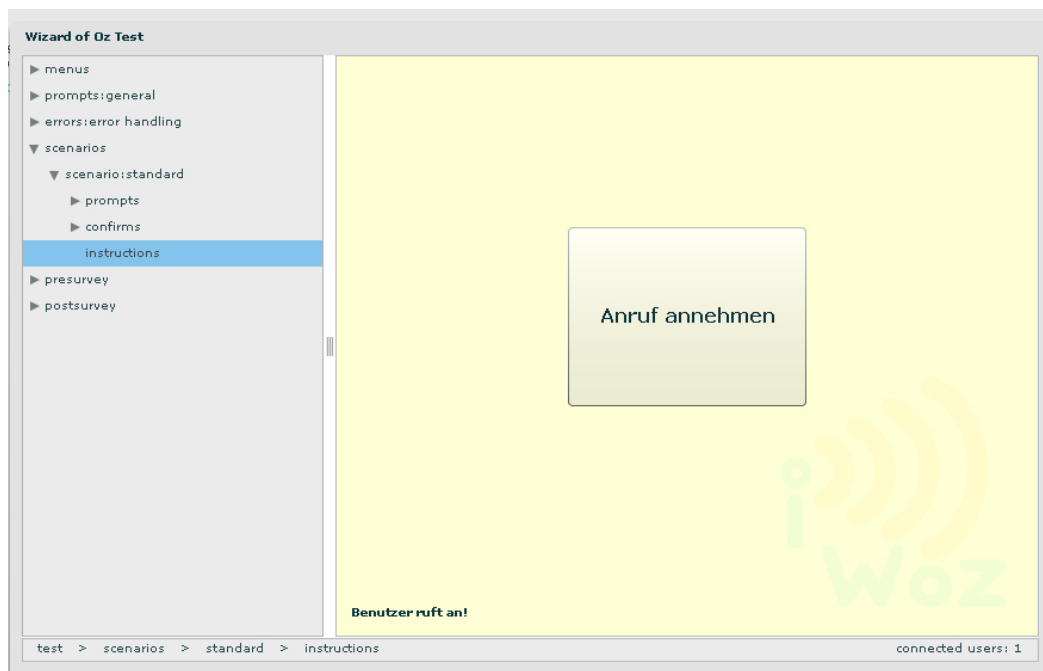 Wizard of Oz Test
menus
prompts:general
errors:error handling
scenarios
scenario:standard
prompts
confirms
instructions
presurvey
postsurvey
Anruf annehmen
i
Woz
Benutzer ruft an!
test > scenarios > standard > instructions
connected users: 1